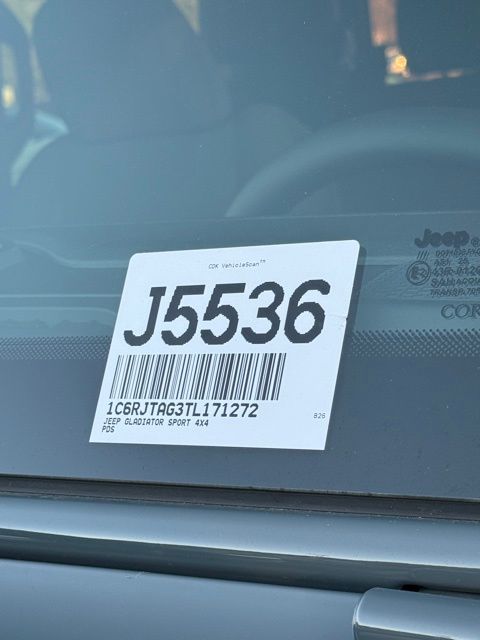 CDK VehicleScan™
J5536
1C6RJTAG3TL171272
JEEP GLADIATOR SPORT 4X4
PDS
B26
Jeep®